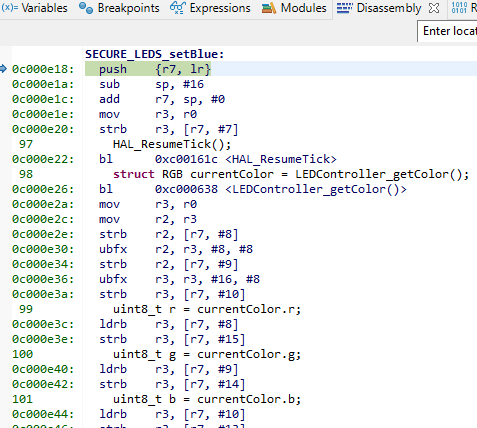 (x)= Variables Breakpoints Expressions Modules Disassembly
Enter locat
SECURE_LEDS_setBlue:
0c000e18: push {r7, lr}
0c000e1a: sub sp, #16
0c000e1c: add r7, sp, #0
0c000e1e: mov r3, r0
0c000e20: strb r3, [r7, #7]
97 HAL_ResumeTick();
0c000e22: bl 0xc00161c <HAL_ResumeTick>
98 struct RGB currentColor = LEDController_getColor();
0c000e26: bl 0xc000638 <LEDController_getColor()>
0c000e2a: mov r3, r0
0c000e2c: mov r2, r3
0c000e2e: strb r2, [r7, #8]
0c000e30: ubfx r2, r3, #8, #8
0c000e34: strb r2, [r7, #9]
0c000e36: ubfx r3, r3, #16, #8
0c000e3a: strb r3, [r7, #10]
99 uint8_t r = currentColor.r;
0c000e3c: ldrb r3, [r7, #8]
0c000e3e: strb r3, [r7, #15]
100 uint8_t g = currentColor.g;
0c000e40: ldrb r3, [r7, #9]
0c000e42: strb r3, [r7, #14]
101 uint8_t b = currentColor.b;
0c000e44: ldrb r3, [r7, #10]